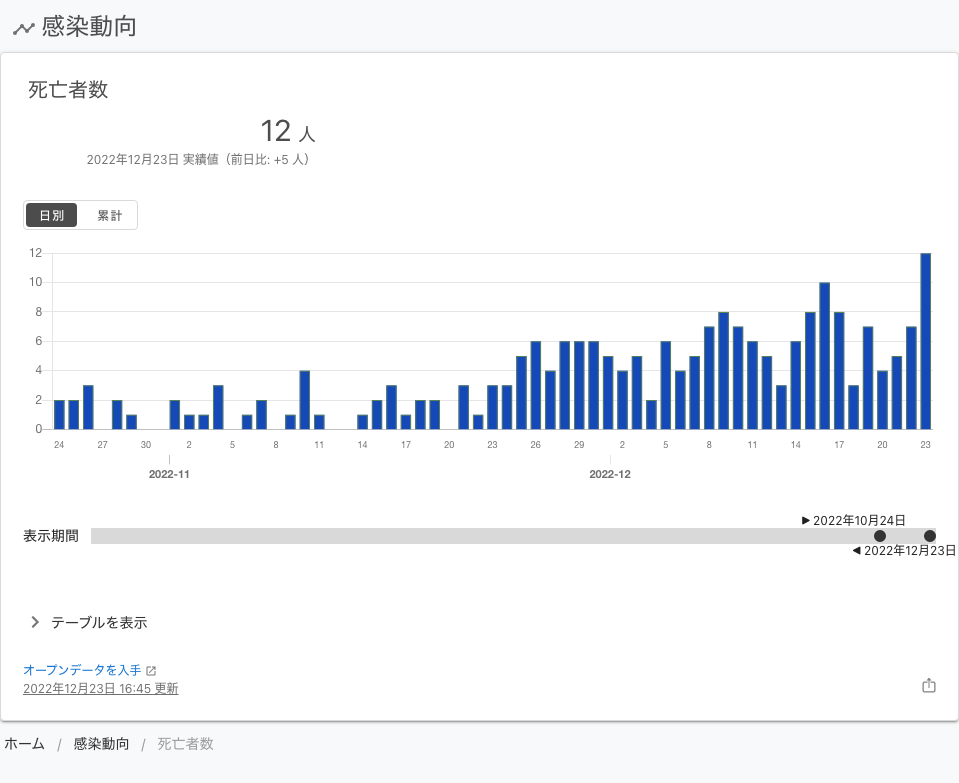 感染動向
死亡者数
12 人
2022年12月23日 実績値（前日比: +5 人）
日別 累計
12
10
8
6
4
2
0
24 27 30 2 5 8 11 14 17 20 23 26 29 2 5 8 11 14 17 20 23
2022-11 2022-12
▶ 2022年10月24日
表示期間
◀ 2022年12月23日
テーブルを表示
オープンデータを入手
2022年12月23日 16:45 更新
ホーム / 感染動向 / 死亡者数